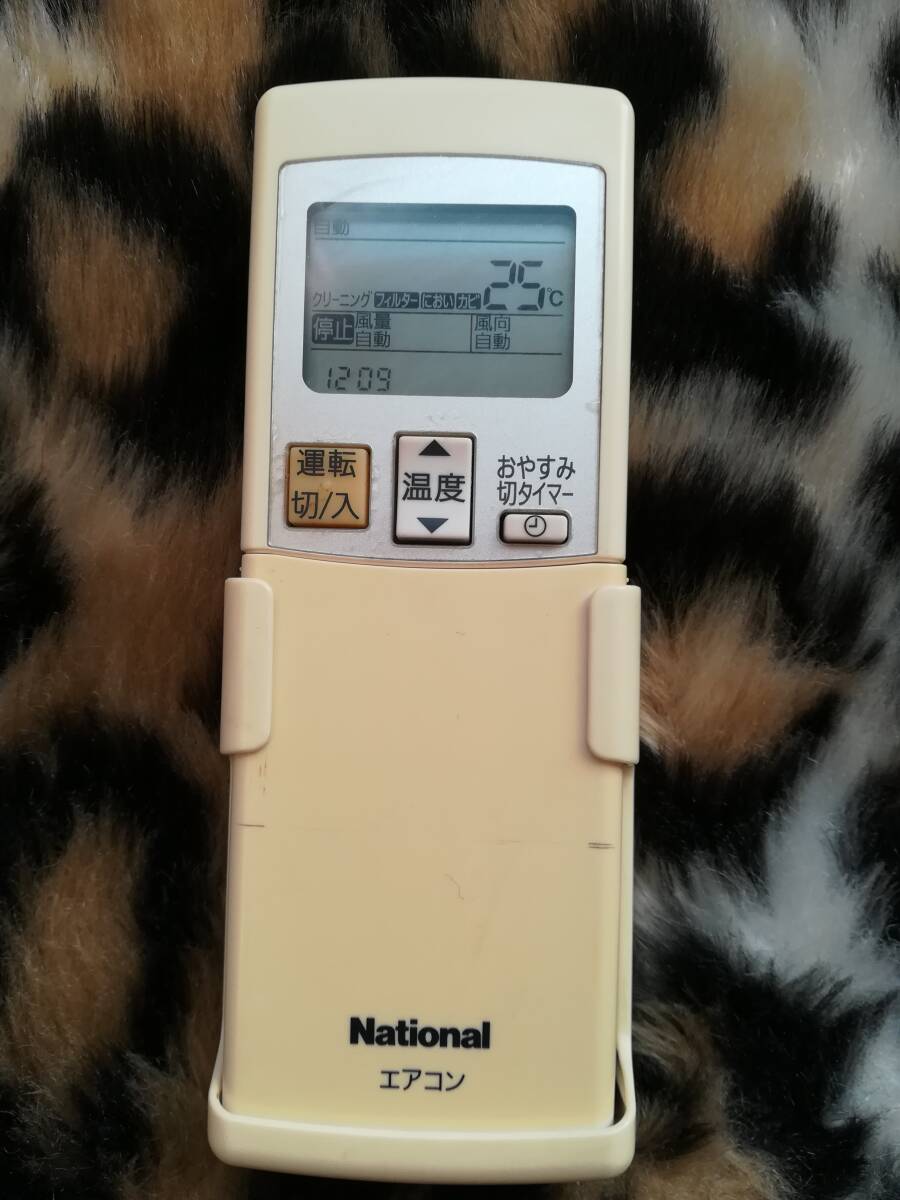 自動
25℃
クリーニング フィルター におい カビ
停止 風量 風向
自動 自動
12 09
運転
切/入
▲
温度
▼
おやすみ
切タイマー
National
エアコン